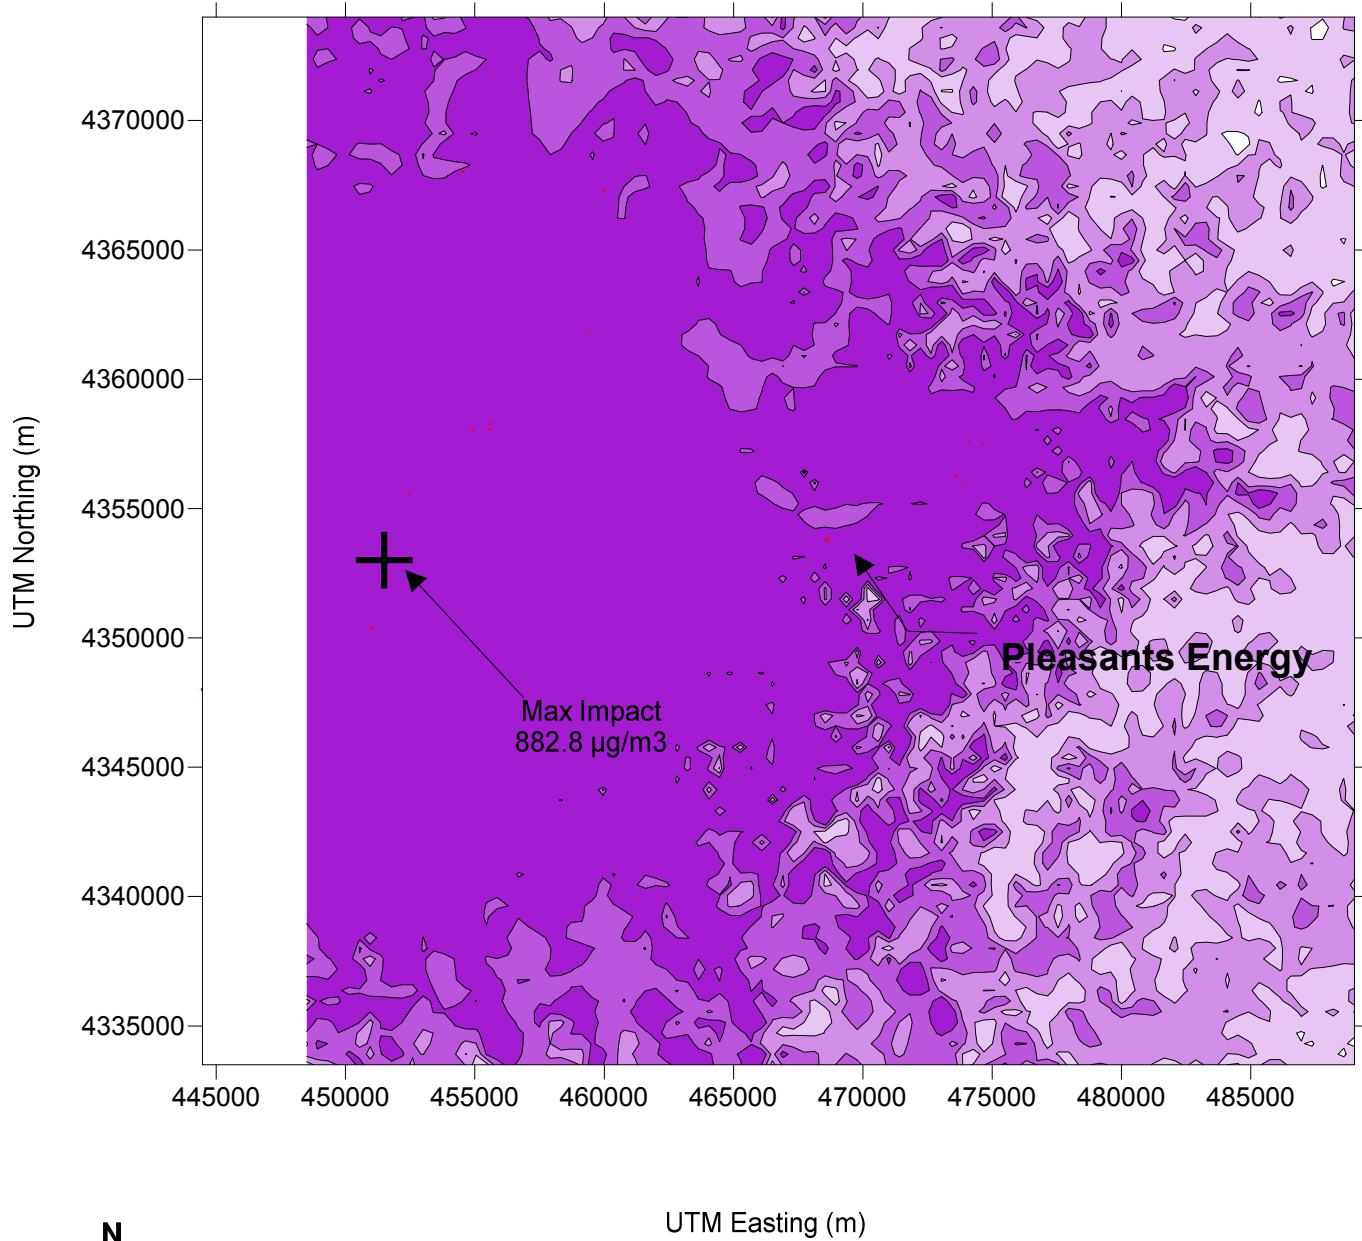 4370000
4365000
4360000
4355000
4350000
4345000
4340000
4335000
UTM Northing (m)
Pleasants Energy
Max Impact
882.8 µg/m3
445000 450000 455000 460000 465000 470000 475000 480000 485000
UTM Easting (m)
N